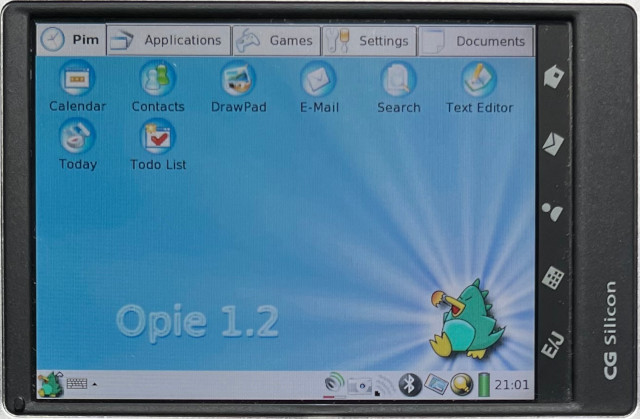 Pim Applications Games Settings Documents
Calendar Contacts DrawPad E-Mail Search Text Editor
Today Todo List
Opie 1.2
21:01
E/J
CG Silicon